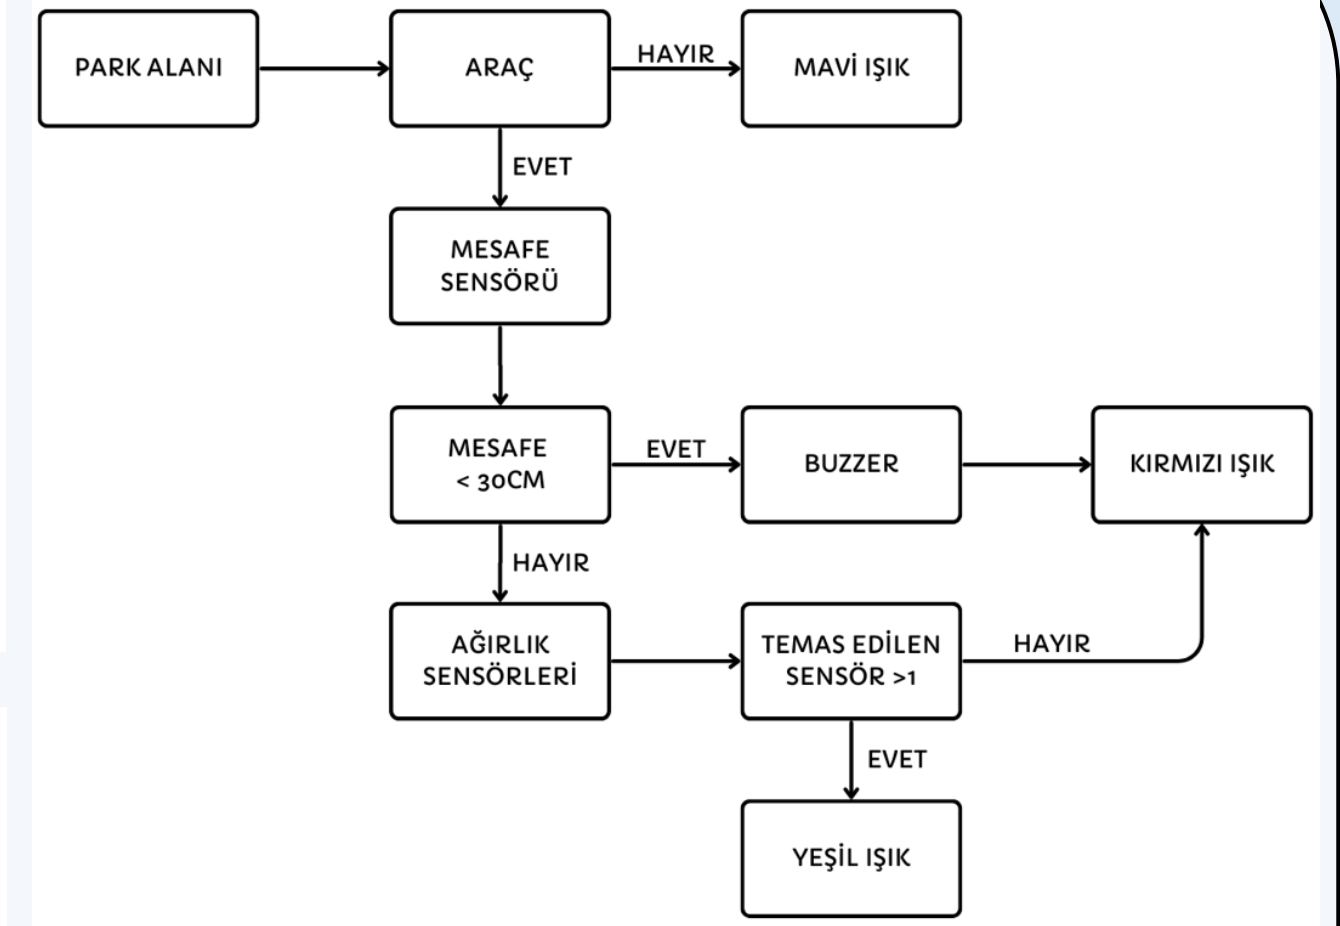 PARK ALANI
ARAÇ
HAYIR
MAVİ IŞIK
EVET
MESAFE
SENSÖRÜ
MESAFE
< 30CM
EVET
BUZZER
KIRMIZI IŞIK
HAYIR
AĞIRLIK
SENSÖRLERİ
TEMAS EDİLEN
SENSÖR >1
HAYIR
EVET
YEŞİL IŞIK